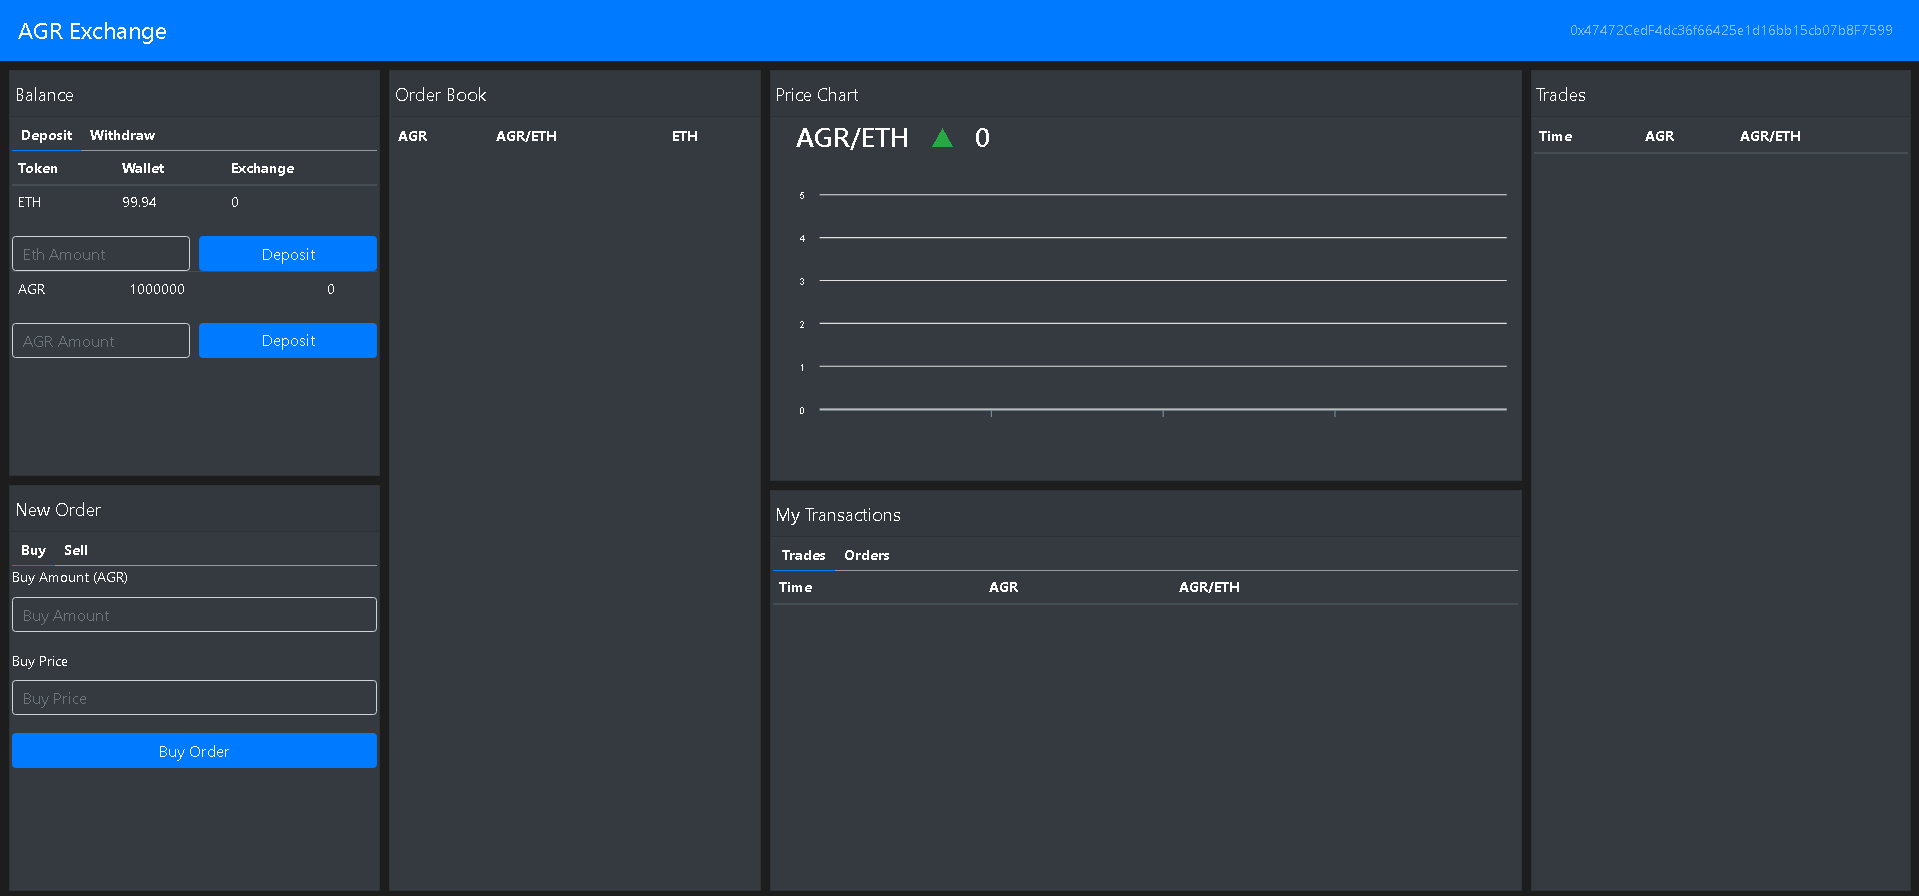 AGR Exchange
0x47472CedF4dc36f66425e1d16bb15cb07b8F7599
Balance
Deposit Withdraw
Token Wallet Exchange
ETH 99.94 0
Eth Amount Deposit
AGR 1000000 0
AGR Amount Deposit
New Order
Buy Sell
Buy Amount (AGR)
Buy Amount
Buy Price
Buy Price
Buy Order
Order Book
AGR AGR/ETH ETH
Price Chart
AGR/ETH ▲ 0
5
4
3
2
1
0
My Transactions
Trades Orders
Time AGR AGR/ETH
Trades
Time AGR AGR/ETH